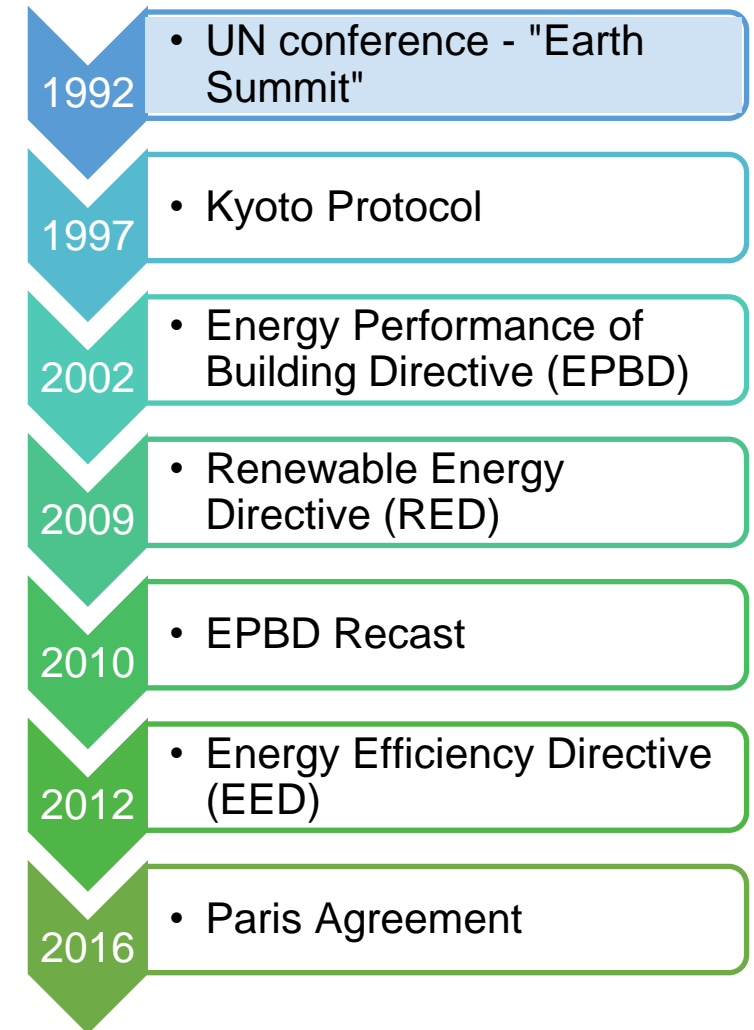 1992
• UN conference - "Earth
Summit"
1997
• Kyoto Protocol
2002
• Energy Performance of
Building Directive (EPBD)
2009
• Renewable Energy
Directive (RED)
2010
• EPBD Recast
2012
• Energy Efficiency Directive
(EED)
2016
• Paris Agreement